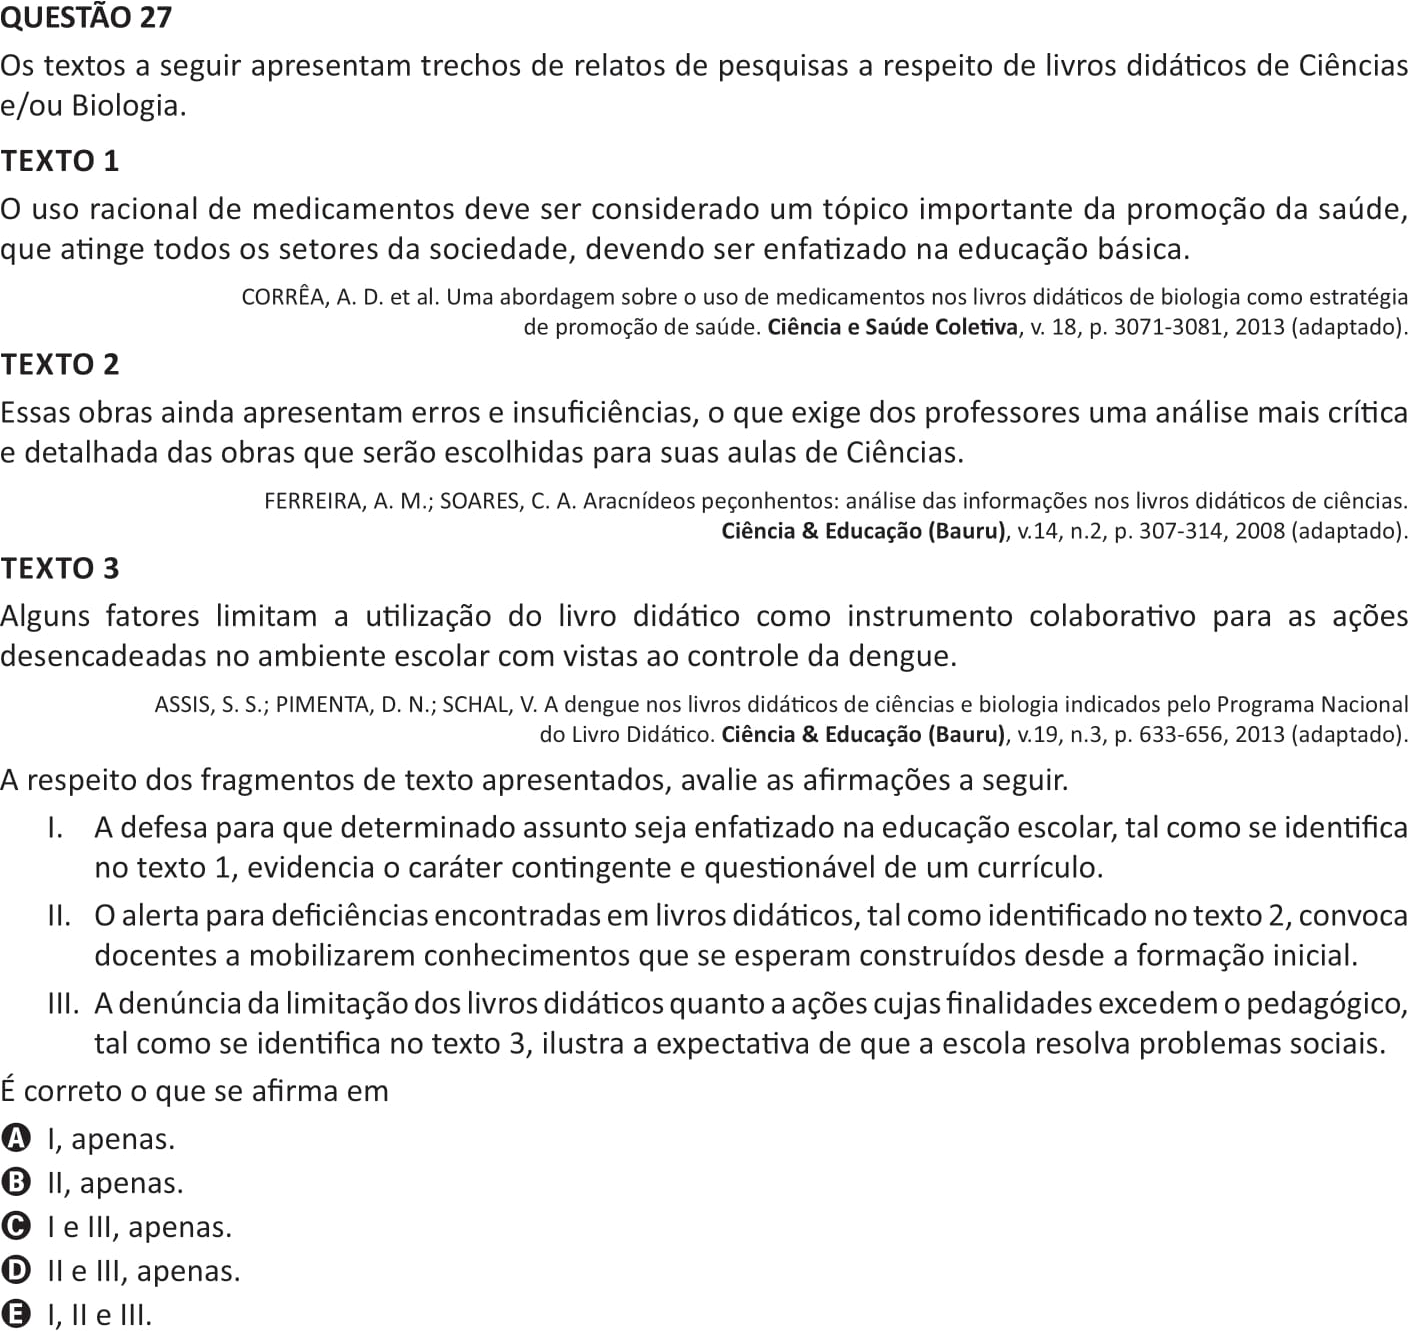 QUESTÃO 27
Os textos a seguir apresentam trechos de relatos de pesquisas a respeito de livros didáticos de Ciências
e/ou Biologia.
TEXTO 1
O uso racional de medicamentos deve ser considerado um tópico importante da promoção da saúde,
que atinge todos os setores da sociedade, devendo ser enfatizado na educação básica.
CORRÊA, A. D. et al. Uma abordagem sobre o uso de medicamentos nos livros didáticos de biologia como estratégia
de promoção de saúde. Ciência e Saúde Coletiva, v. 18, p. 3071-3081, 2013 (adaptado).
TEXTO 2
Essas obras ainda apresentam erros e insuficiências, o que exige dos professores uma análise mais crítica
e detalhada das obras que serão escolhidas para suas aulas de Ciências.
FERREIRA, A. M.; SOARES, C. A. Aracnídeos peçonhentos: análise das informações nos livros didáticos de ciências.
Ciência & Educação (Bauru), v.14, n.2, p. 307-314, 2008 (adaptado).
TEXTO 3
Alguns fatores limitam a utilização do livro didático como instrumento colaborativo para as ações
desencadeadas no ambiente escolar com vistas ao controle da dengue.
ASSIS, S. S.; PIMENTA, D. N.; SCHAL, V. A dengue nos livros didáticos de ciências e biologia indicados pelo Programa Nacional
do Livro Didático. Ciência & Educação (Bauru), v.19, n.3, p. 633-656, 2013 (adaptado).
A respeito dos fragmentos de texto apresentados, avalie as afirmações a seguir.
I. A defesa para que determinado assunto seja enfatizado na educação escolar, tal como se identifica
no texto 1, evidencia o caráter contingente e questionável de um currículo.
II. O alerta para deficiências encontradas em livros didáticos, tal como identificado no texto 2, convoca
docentes a mobilizarem conhecimentos que se esperam construídos desde a formação inicial.
III. A denúncia da limitação dos livros didáticos quanto a ações cujas finalidades excedem o pedagógico,
tal como se identifica no texto 3, ilustra a expectativa de que a escola resolva problemas sociais.
É correto o que se afirma em
A I, apenas.
B II, apenas.
C I e III, apenas.
D II e III, apenas.
E I, II e III.